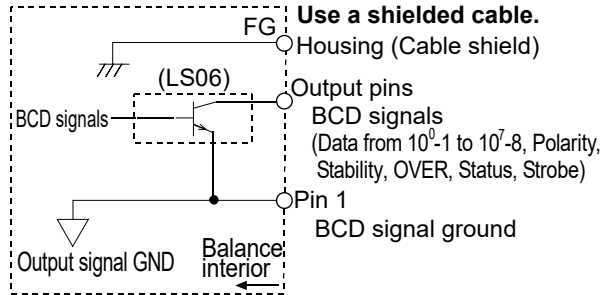 Use a shielded cable.
FG
Housing (Cable shield)
(LS06)
Output pins
BCD signals
BCD signals
(Data from 10⁰-1 to 10⁷-8, Polarity,
Stability, OVER, Status, Strobe)
Pin 1
BCD signal ground
Output signal GND
Balance
interior